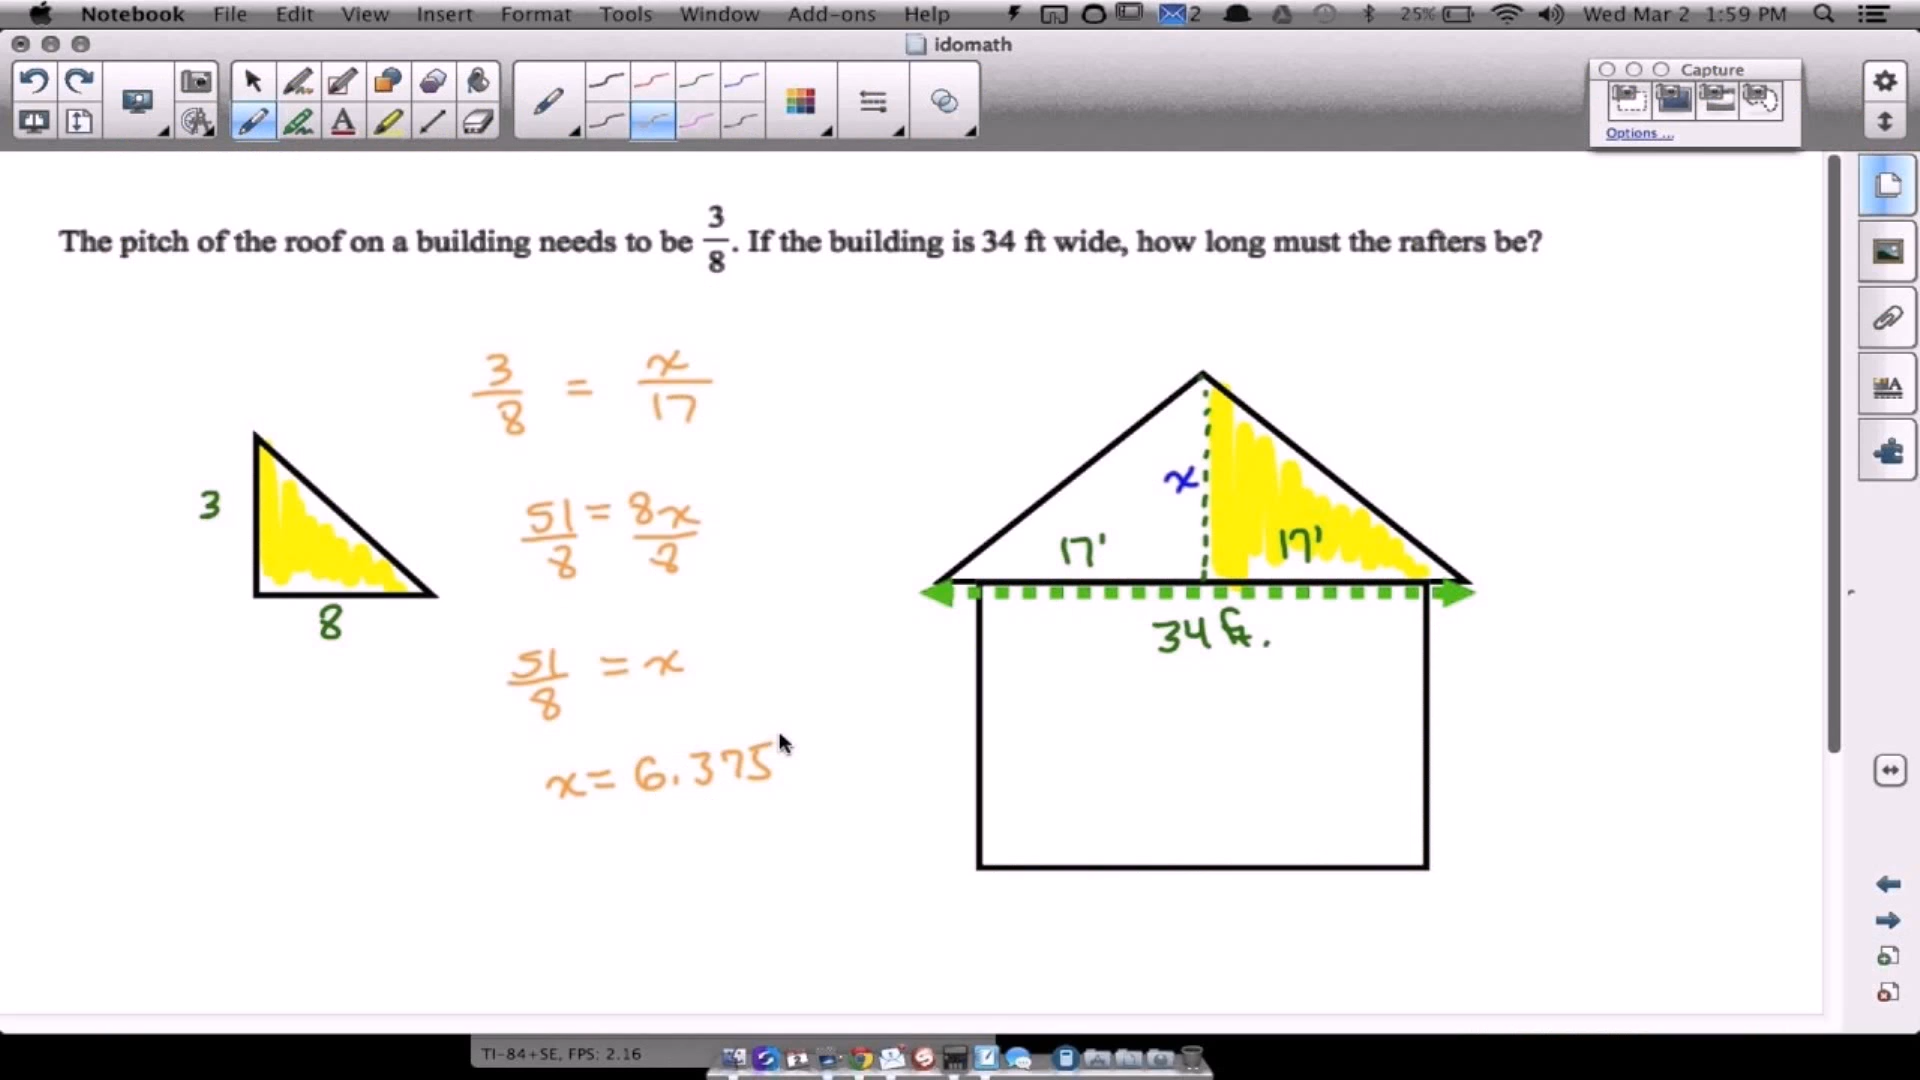 Notebook File Edit View Insert Format Tools Window Add-ons Help 2 25% Wed Mar 2 1:59 PM
idomath
Capture
Options ...
The pitch of the roof on a building needs to be 3/8. If the building is 34 ft wide, how long must the rafters be?
3/8 = x/17
51/8 = 8x/8
51/8 = x
x = 6.375
3
8
x
17'
17'
34 ft.
TI-84+SE, FPS: 2.16